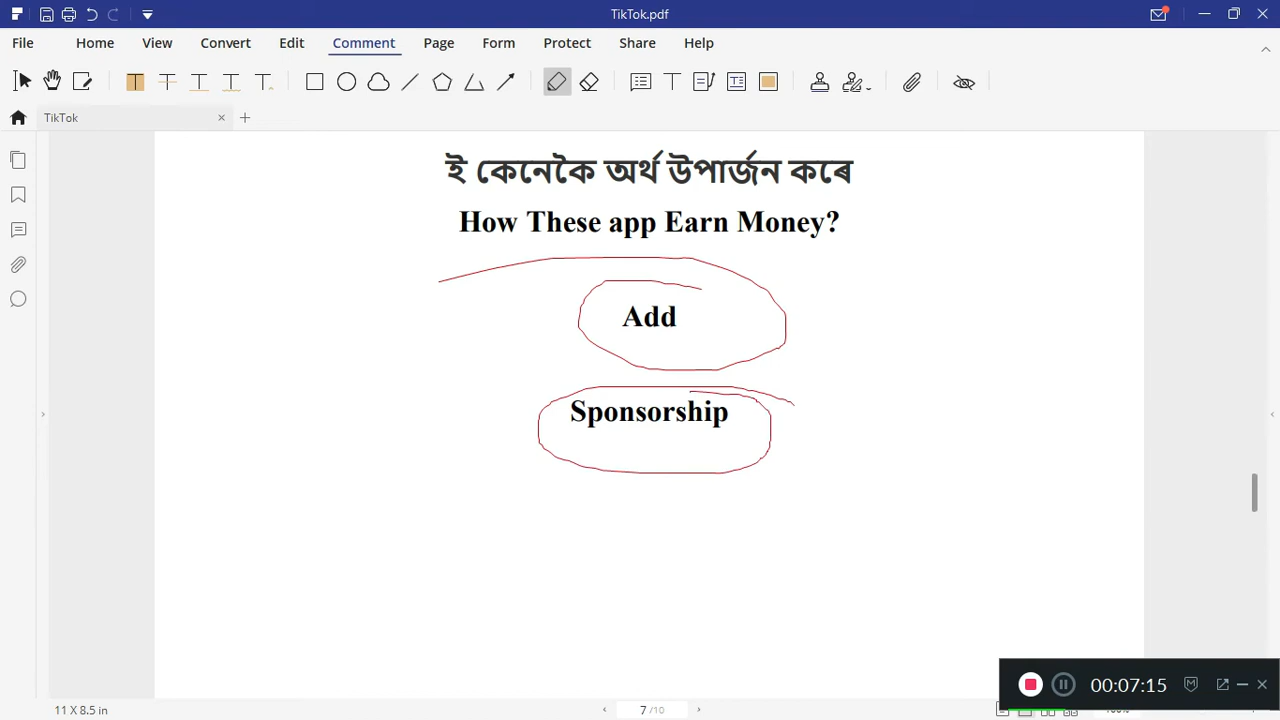 TikTok.pdf
File Home View Convert Edit Comment Page Form Protect Share Help
TikTok
ই কেনেকৈ অৰ্থ উপাৰ্জন কৰে
How These app Earn Money?
Add
Sponsorship
00:07:15
11 X 8.5 in
7 /10